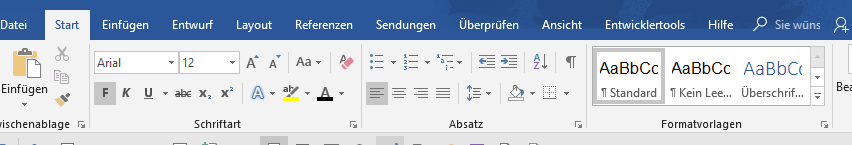 Datei Start Einfügen Entwurf Layout Referenzen Sendungen Überprüfen Ansicht Entwicklertools Hilfe Sie wüns
Arial 12 A A Aa A
AaBbCc AaBbCc AaBbCc
Einfügen F K U abc x₂ x² A ab A ¶ Standard ¶ Kein Lee... Überschrif... Bea
wischenablage Schriftart Absatz Formatvorlagen